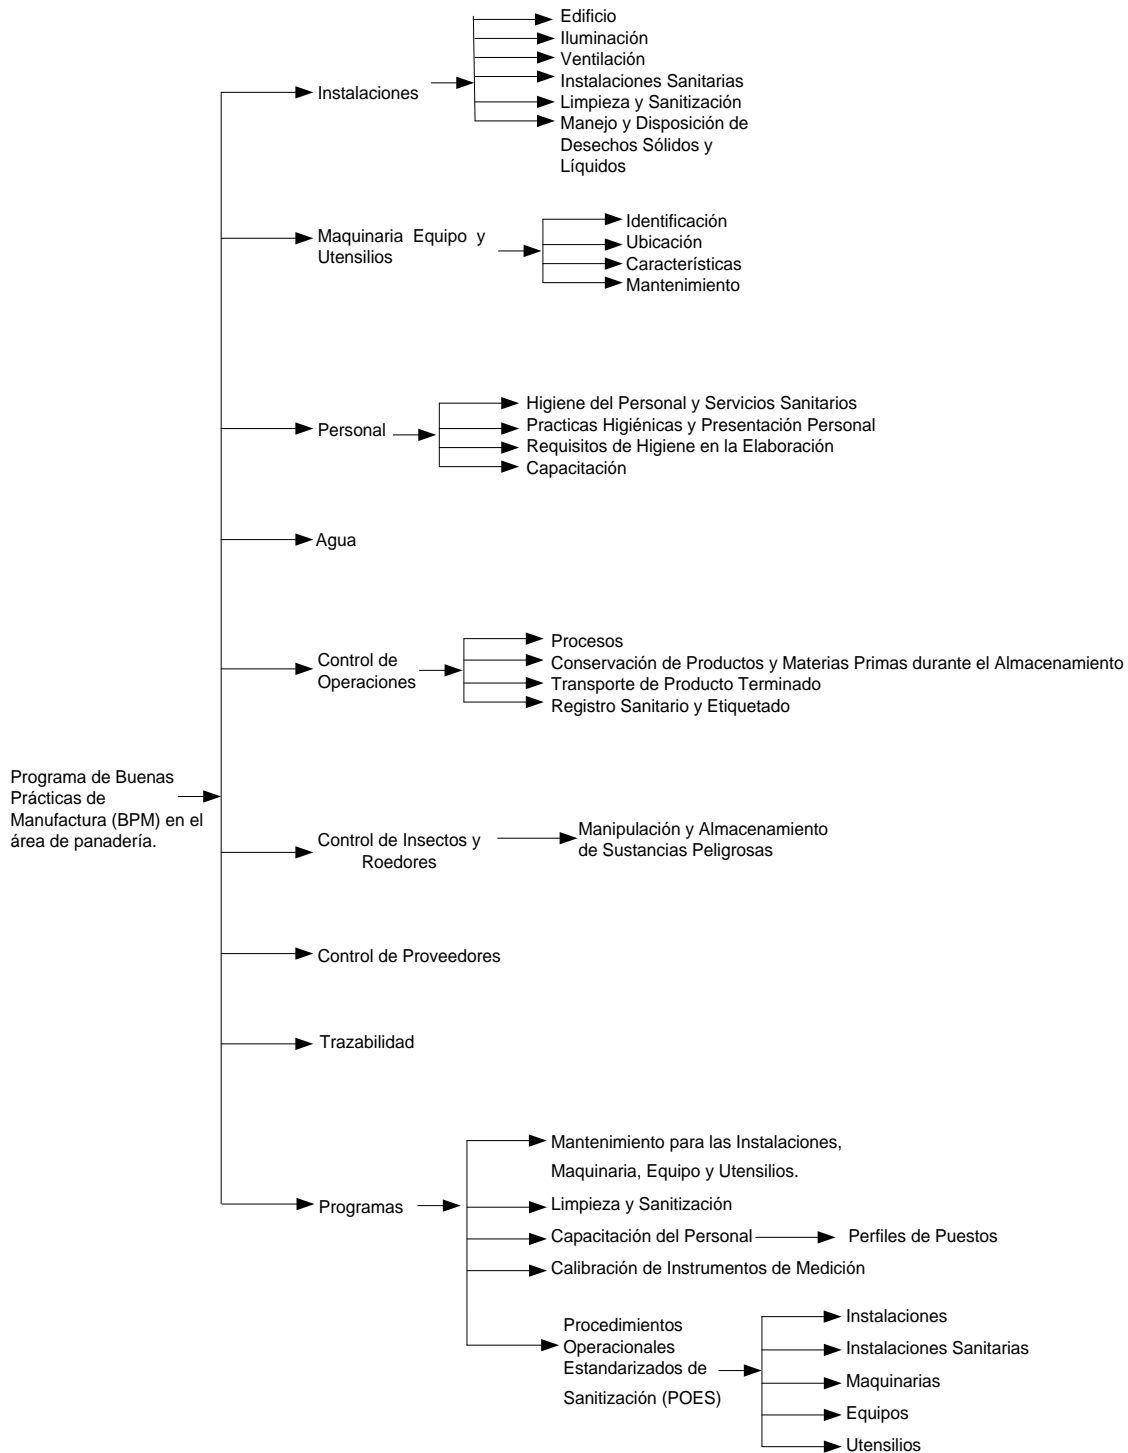 Edificio
Iluminación
Ventilación
Instalaciones Sanitarias
Instalaciones
Limpieza y Sanitización
Manejo y Disposición de
Desechos Sólidos y
Líquidos
Maquinaria Equipo y
Utensilios
Identificación
Ubicación
Características
Mantenimiento
Personal
Higiene del Personal y Servicios Sanitarios
Practicas Higiénicas y Presentación Personal
Requisitos de Higiene en la Elaboración
Capacitación
Agua
Control de
Operaciones
Procesos
Conservación de Productos y Materias Primas durante el Almacenamiento
Transporte de Producto Terminado
Registro Sanitario y Etiquetado
Programa de Buenas
Prácticas de
Manufactura (BPM) en el
área de panadería.
Control de Insectos y
Roedores
Manipulación y Almacenamiento
de Sustancias Peligrosas
Control de Proveedores
Trazabilidad
Programas
Mantenimiento para las Instalaciones,
Maquinaria, Equipo y Utensilios.
Limpieza y Sanitización
Capacitación del Personal
Perfiles de Puestos
Calibración de Instrumentos de Medición
Procedimientos
Operacionales
Estandarizados de
Sanitización (POES)
Instalaciones
Instalaciones Sanitarias
Maquinarias
Equipos
Utensilios